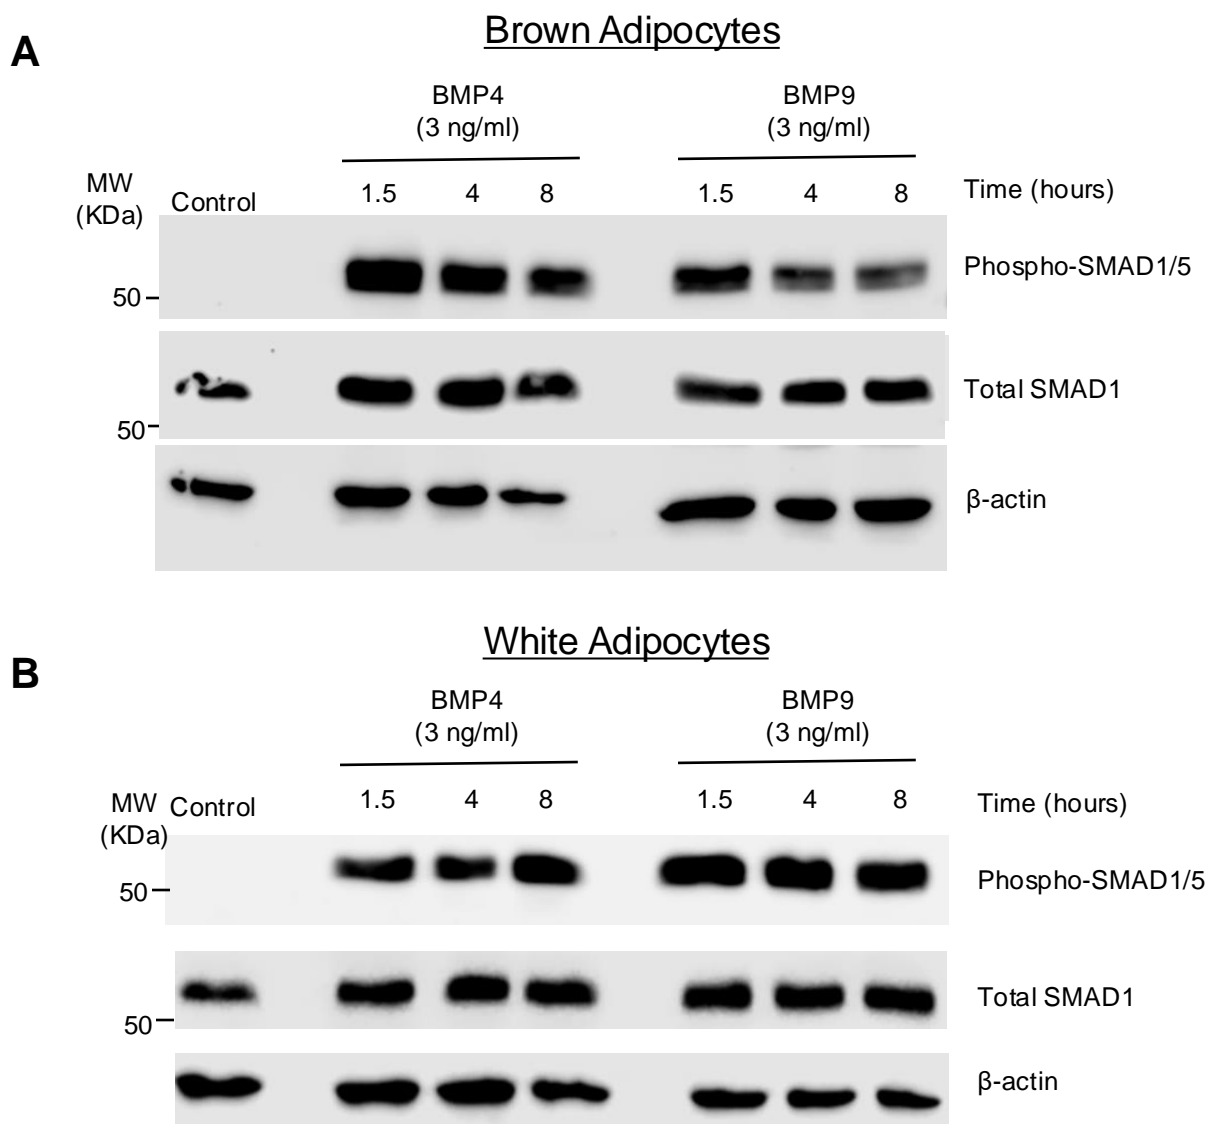 A
Brown Adipocytes
BMP4
(3 ng/ml)
BMP9
(3 ng/ml)
MW
(KDa)
Control
1.5 4 8
1.5 4 8
Time (hours)
50
Phospho-SMAD1/5
50
Total SMAD1
β-actin
B
White Adipocytes
BMP4
(3 ng/ml)
BMP9
(3 ng/ml)
MW
(KDa)
Control
1.5 4 8
1.5 4 8
Time (hours)
50
Phospho-SMAD1/5
50
Total SMAD1
β-actin